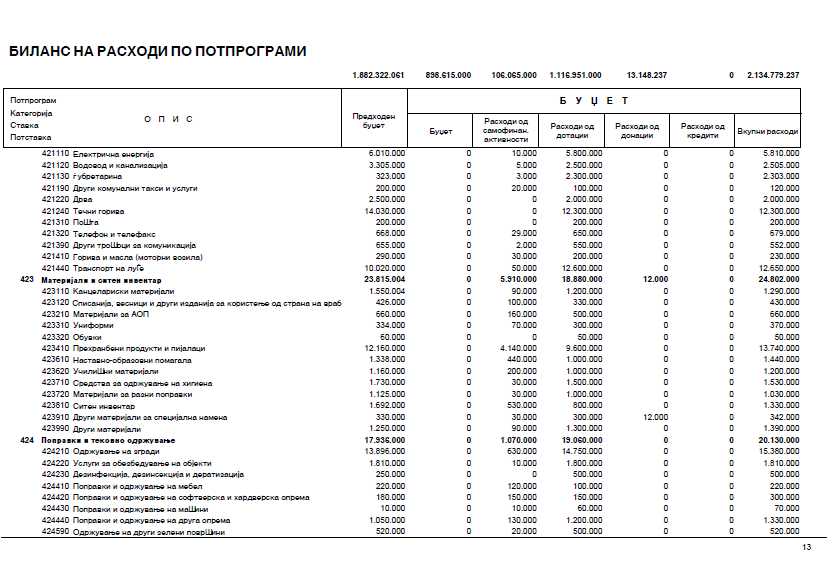 БИЛАНС НА РАСХОДИ ПО ПОТПРОГРАМИ
1.882.322.061 898.615.000 106.065.000 1.116.951.000 13.148.237 0 2.134.779.237
Потпрограм
Категорија
Ставка
Потставка
О П И С
Предходен буџет
Б У Џ Е Т
Буџет
Расходи од самофинан. активности
Расходи од дотации
Расходи од донации
Расходи од кредити
Вкупни расходи
421110 Електрична енергија 6.010.000 0 10.000 5.800.000 0 0 5.810.000
421120 Водовод и канализација 3.305.000 0 5.000 2.500.000 0 0 2.505.000
421130 ѓубретарина 323.000 0 3.000 2.300.000 0 0 2.303.000
421190 Други комунални такси и услуги 200.000 0 20.000 100.000 0 0 120.000
421220 Дрва 2.500.000 0 0 2.000.000 0 0 2.000.000
421240 Течни горива 14.030.000 0 0 12.300.000 0 0 12.300.000
421310 ПоШта 200.000 0 0 200.000 0 0 200.000
421320 Телефон и телефакс 668.000 0 29.000 650.000 0 0 679.000
421390 Други троШоци за комуникација 655.000 0 2.000 550.000 0 0 552.000
421410 Горива и масла (моторни возила) 290.000 0 30.000 200.000 0 0 230.000
421440 Транспорт на луѓе 10.020.000 0 50.000 12.600.000 0 0 12.650.000
423 Материјали и ситен инвентар 23.815.004 0 5.910.000 18.880.000 12.000 0 24.802.000
423110 Канцелариски материјали 1.550.004 0 90.000 1.200.000 0 0 1.290.000
423120 Списанија, весници и други изданија за користење од страна на враб 426.000 0 100.000 330.000 0 0 430.000
423210 Материјали за АОП 660.000 0 160.000 500.000 0 0 660.000
423310 Униформи 334.000 0 70.000 300.000 0 0 370.000
423320 Обувки 60.000 0 0 50.000 0 0 50.000
423410 Прехранбени продукти и пијалаци 12.160.000 0 4.140.000 9.600.000 0 0 13.740.000
423610 Наставно-образовни помагала 1.338.000 0 440.000 1.000.000 0 0 1.440.000
423620 УчилиШни материјали 1.160.000 0 200.000 1.000.000 0 0 1.200.000
423710 Средства за одржување на хигиена 1.730.000 0 30.000 1.500.000 0 0 1.530.000
423720 Материјали за разни поправки 1.125.000 0 30.000 1.000.000 0 0 1.030.000
423810 Ситен инвентар 1.692.000 0 530.000 800.000 0 0 1.330.000
423910 Други материјали за специјална намена 330.000 0 30.000 300.000 12.000 0 342.000
423990 Други материјали 1.250.000 0 90.000 1.300.000 0 0 1.390.000
424 Поправки и тековно одржување 17.936.000 0 1.070.000 19.060.000 0 0 20.130.000
424210 Одржување на згради 13.896.000 0 630.000 14.750.000 0 0 15.380.000
424220 Услуги за обезбедување на објекти 1.810.000 0 10.000 1.800.000 0 0 1.810.000
424230 Дезинфекција, дезинсекција и дератизација 250.000 0 0 500.000 0 0 500.000
424410 Поправки и одржување на мебел 220.000 0 120.000 100.000 0 0 220.000
424420 Поправки и одржување на софтверска и хардверска опрема 180.000 0 150.000 150.000 0 0 300.000
424430 Поправки и одржување на маШини 10.000 0 10.000 60.000 0 0 70.000
424440 Поправки и одржување на друга опрема 1.050.000 0 130.000 1.200.000 0 0 1.330.000
424590 Одржување на други зелени површини 520.000 0 20.000 500.000 0 0 520.000
13